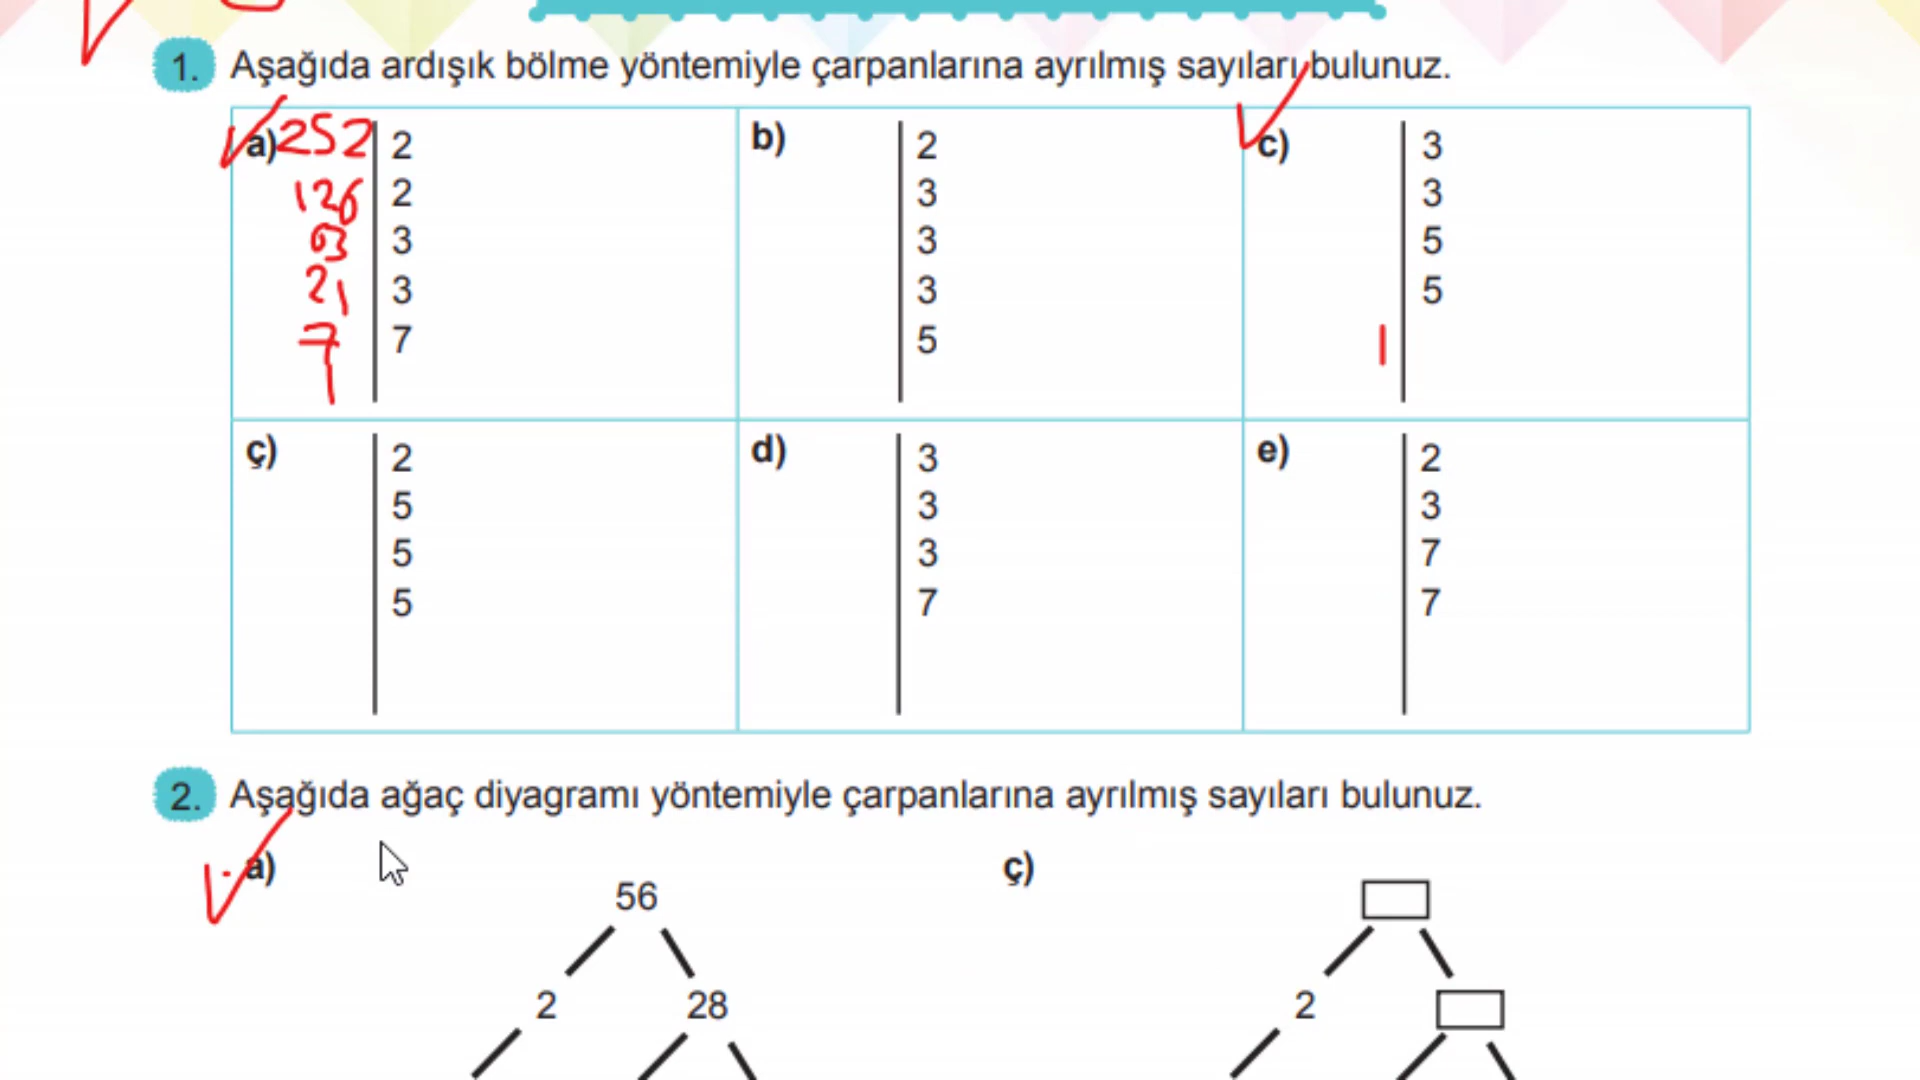 1. Aşağıda ardışık bölme yöntemiyle çarpanlarına ayrılmış sayıları bulunuz.
a) 252 2
126 2
63 3
21 3
7 7
1
b) 2
3
3
3
5
c) 3
3
5
5
1
ç) 2
5
5
5
d) 3
3
3
7
e) 2
3
7
7
2. Aşağıda ağaç diyagramı yöntemiyle çarpanlarına ayrılmış sayıları bulunuz.
a) ç)
56
2 28 2